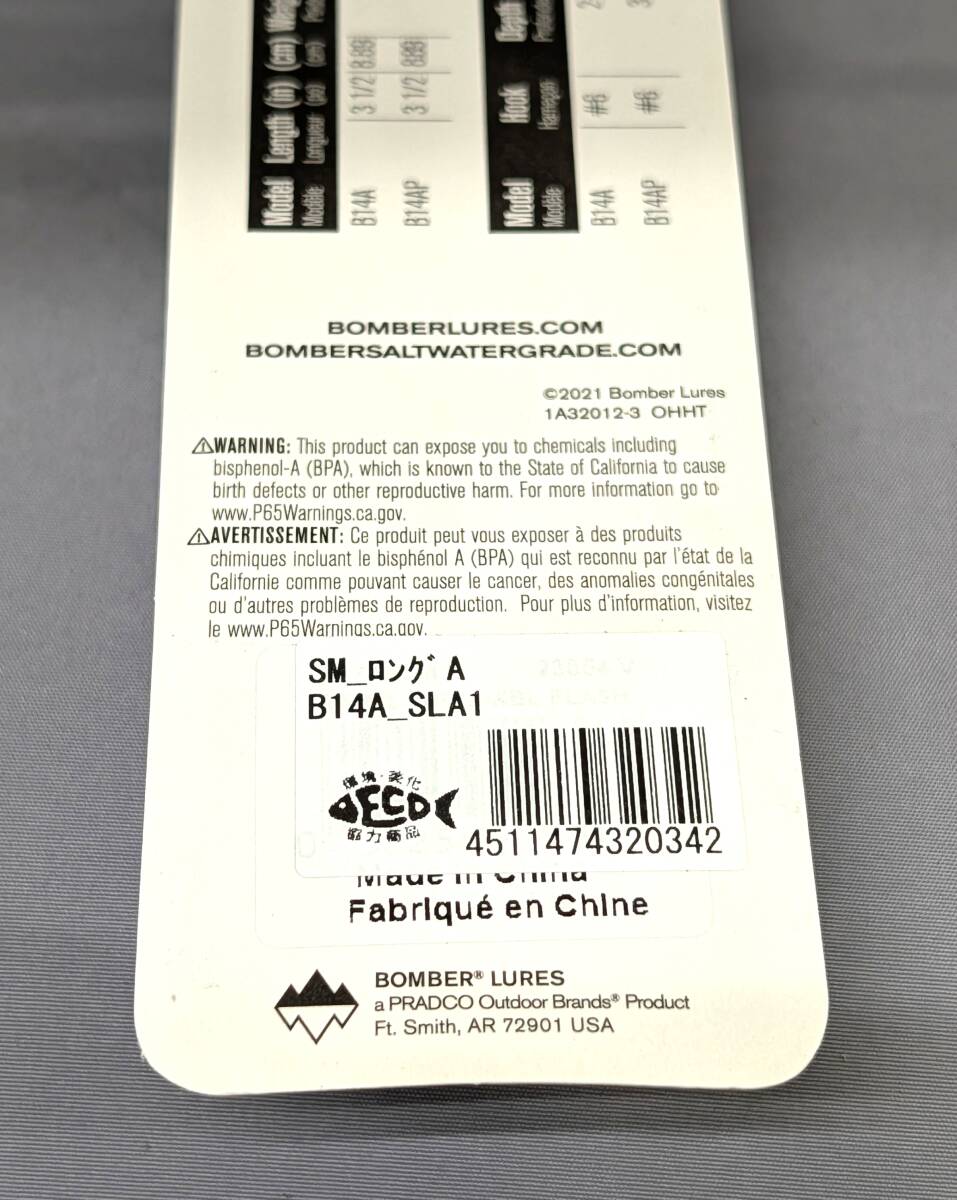 Model Length (in) (cm)
Modèle Longueur (po) (cm)
B14A 3 1/2 8.89
B14AP 3 1/2 8.89
Model Hook Depth
Modèle Hameçon
B14A #6
B14AP #6
BOMBERLURES.COM
BOMBERSALTWATERGRADE.COM
©2021 Bomber Lures
1A32012-3 OHHT
⚠WARNING: This product can expose you to chemicals including
bisphenol-A (BPA), which is known to the State of California to cause
birth defects or other reproductive harm. For more information go to
www.P65Warnings.ca.gov.
⚠AVERTISSEMENT: Ce produit peut vous exposer à des produits
chimiques incluant le bisphénol A (BPA) qui est reconnu par l'état de la
Californie comme pouvant causer le cancer, des anomalies congénitales
ou d'autres problèmes de reproduction. Pour plus d'information, visitez
le www.P65Warnings.ca.gov.
SM_ﾛﾝｸﾞA
B14A_SLA1
環境・美化
ECO
協力商品
4511474320342
Made in China
Fabriqué en Chine
BOMBER® LURES
a PRADCO Outdoor Brands® Product
Ft. Smith, AR 72901 USA